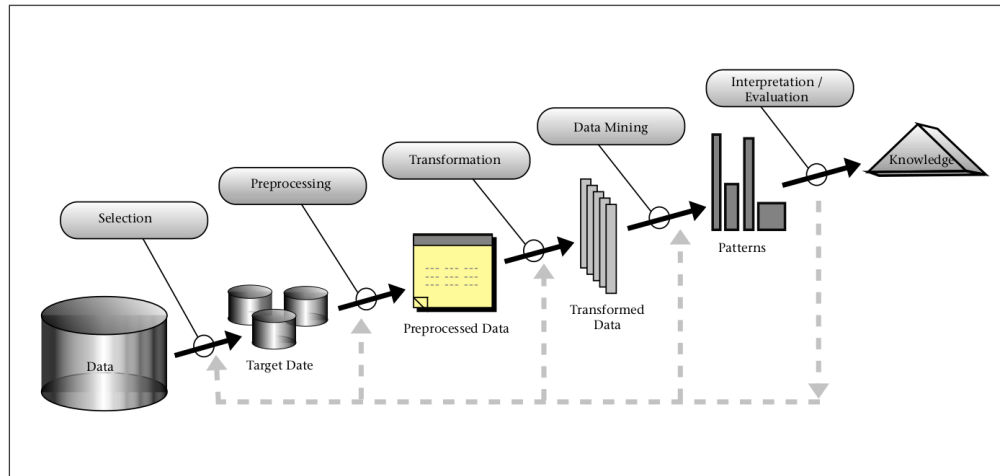 Interpretation /
Evaluation
Data Mining
Transformation
Preprocessing
Selection
Knowledge
Patterns
Transformed
Data
Preprocessed Data
Target Date
Data
--- --- ---
--- --- ---
--- --- ---